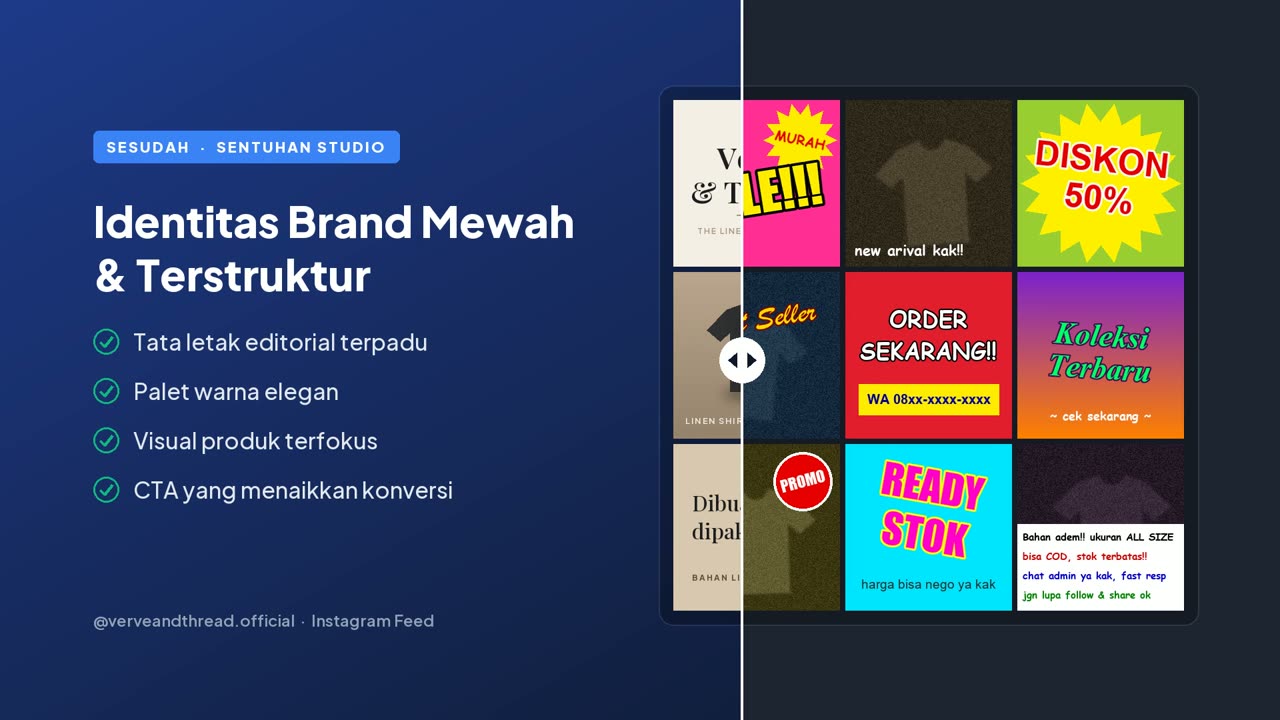 SESUDAH · SENTUHAN STUDIO
Identitas Brand Mewah
& Terstruktur
Tata letak editorial terpadu
Palet warna elegan
Visual produk terfokus
CTA yang menaikkan konversi
@verveandthread.official · Instagram Feed
&
THE LINE
MURAH
LE!!!
new arival kak!!
DISKON
50%
LINEN SHIR
Seller
ORDER
SEKARANG!!
WA 08xx-xxxx-xxxx
Koleksi
Terbaru
~ cek sekarang ~
Dibu
dipak
BAHAN LI
PROMO
READY
STOK
harga bisa nego ya kak
Bahan adem!! ukuran ALL SIZE
bisa COD, stok terbatas!!
chat admin ya kak, fast resp
jgn lupa follow & share ok